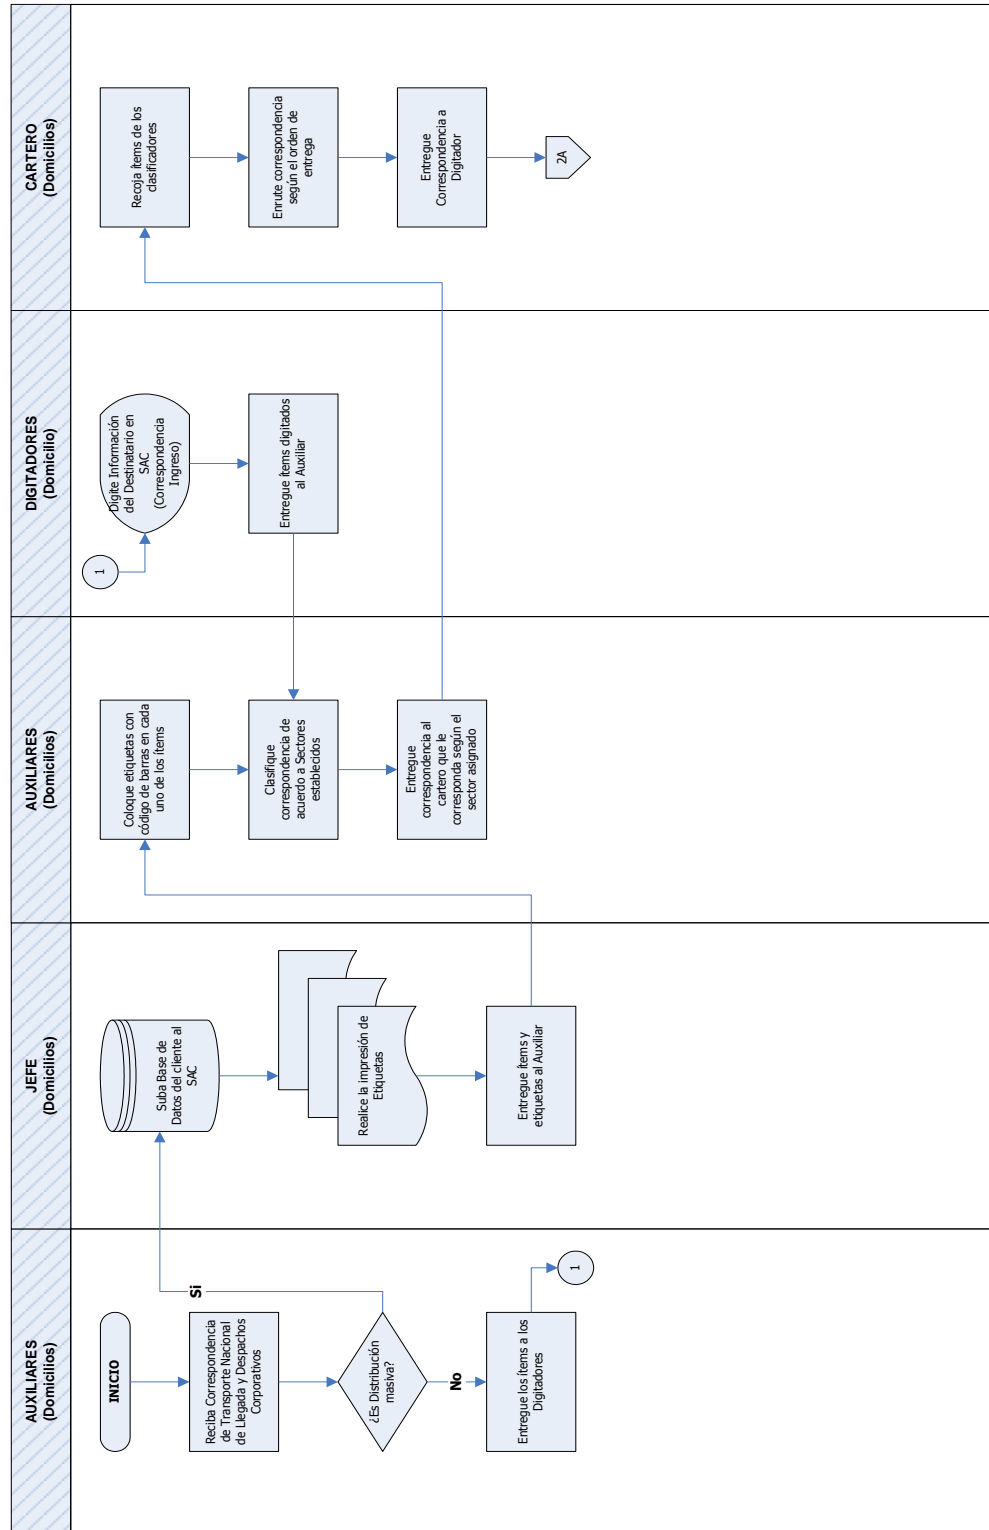 AUXILIARES
(Domicilios)
INICIO
Reciba Correspondencia
de Transporte Nacional
de Llegada y Despachos
Corporativos
¿Es Distribución
masiva?
Si
No
Entregue los ítems a los
Digitadores
1
JEFE
(Domicilios)
Suba Base de
Datos del cliente al
SAC
Realice la impresión de
Etiquetas
Entregue ítems y
etiquetas al Auxiliar
AUXILIARES
(Domicilios)
Coloque etiquetas con
código de barras en cada
uno de los ítems
Clasifique
correspondencia de
acuerdo a Sectores
establecidos
Entregue
correspondencia al
cartero que le
corresponda según el
sector asignado
DIGITADORES
(Domicilio)
1
Digite Información
del Destinatario en
SAC
(Correspondencia
Ingreso)
Entregue ítems digitados
al Auxiliar
CARTERO
(Domicilios)
Recoja ítems de los
clasificadores
Enrute correspondencia
según el orden de
entrega
Entregue
Correspondencia a
Digitador
2A